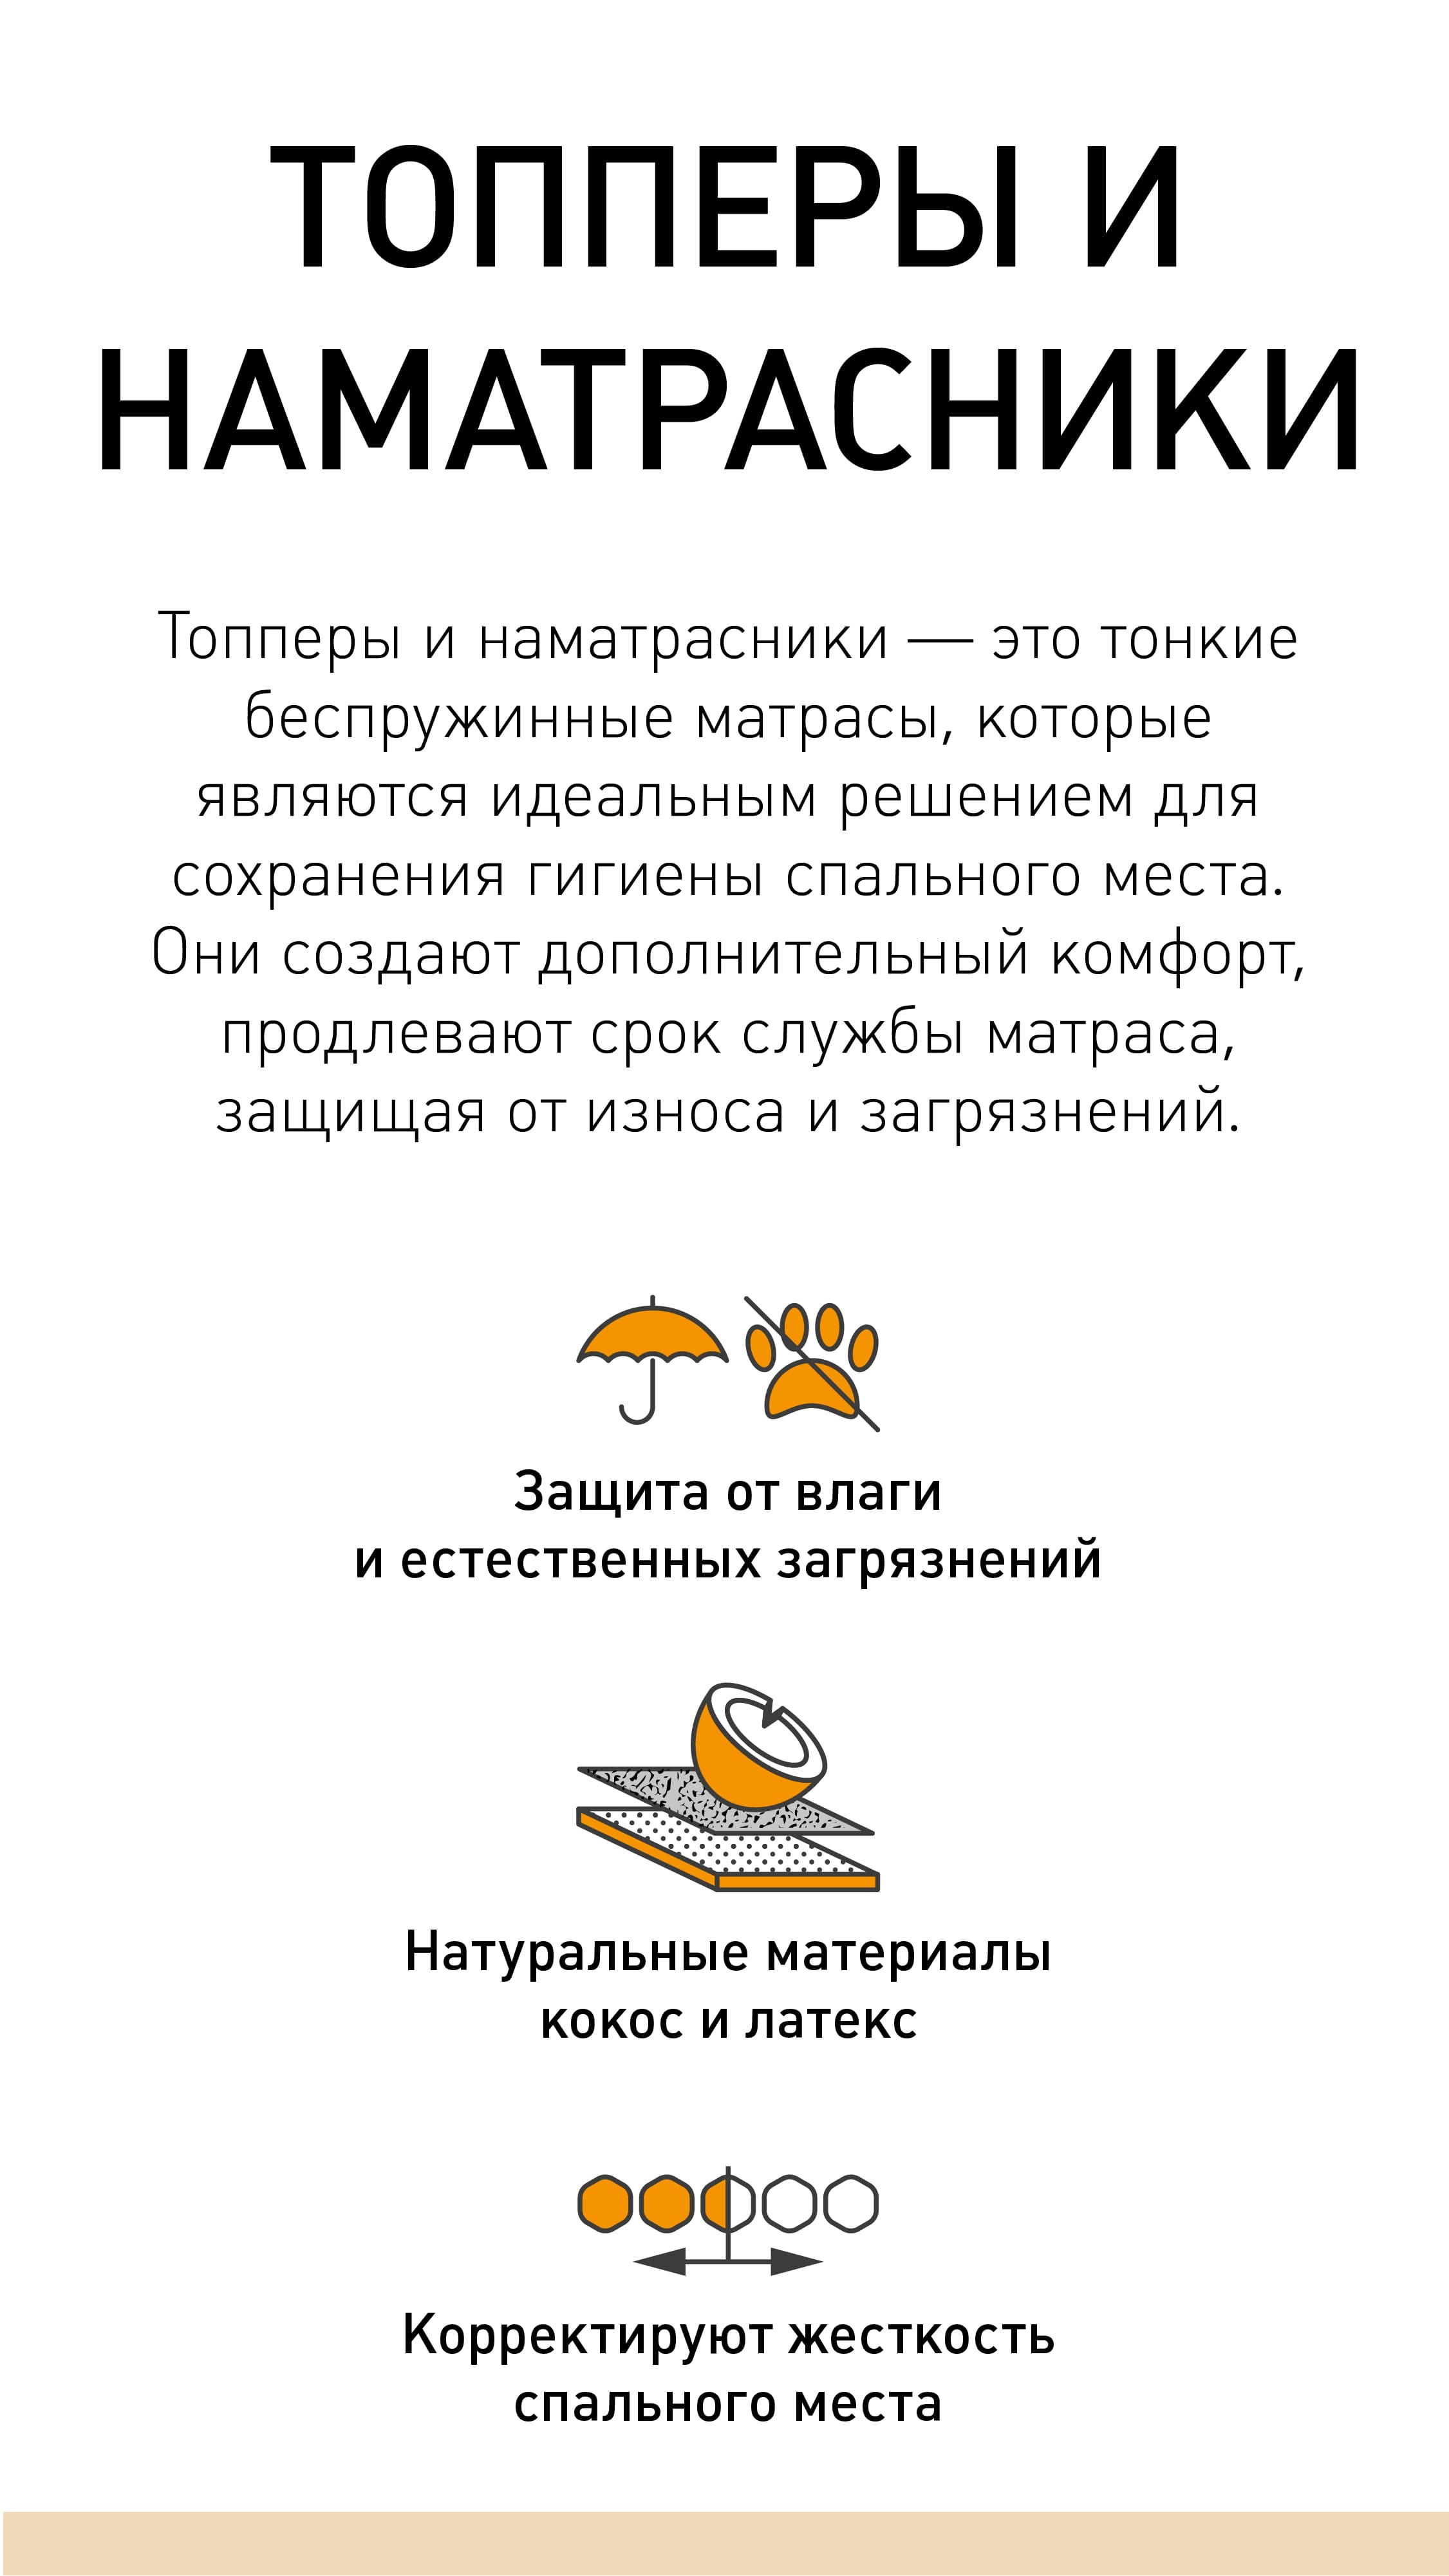 ТОППЕРЫ И
НАМАТРАСНИКИ
Топперы и наматрасники — это тонкие
беспружинные матрасы, которые
являются идеальным решением для
сохранения гигиены спального места.
Они создают дополнительный комфорт,
продлевают срок службы матраса,
защищая от износа и загрязнений.
Защита от влаги
и естественных загрязнений
Натуральные материалы
кокос и латекс
Корректируют жесткость
спального места